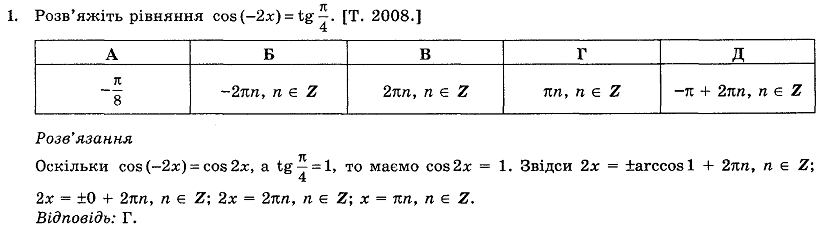 1. Розв'яжіть рівняння cos(−2x) = tg π/4. [Т. 2008.]
А Б В Г Д
−π/8 −2πn, n ∈ Z 2πn, n ∈ Z πn, n ∈ Z −π + 2πn, n ∈ Z
Розв'язання
Оскільки cos(−2x) = cos 2x, а tg π/4 = 1, то маємо cos 2x = 1. Звідси 2x = ±arccos 1 + 2πn, n ∈ Z;
2x = ±0 + 2πn, n ∈ Z; 2x = 2πn, n ∈ Z; x = πn, n ∈ Z.
Відповідь: Г.